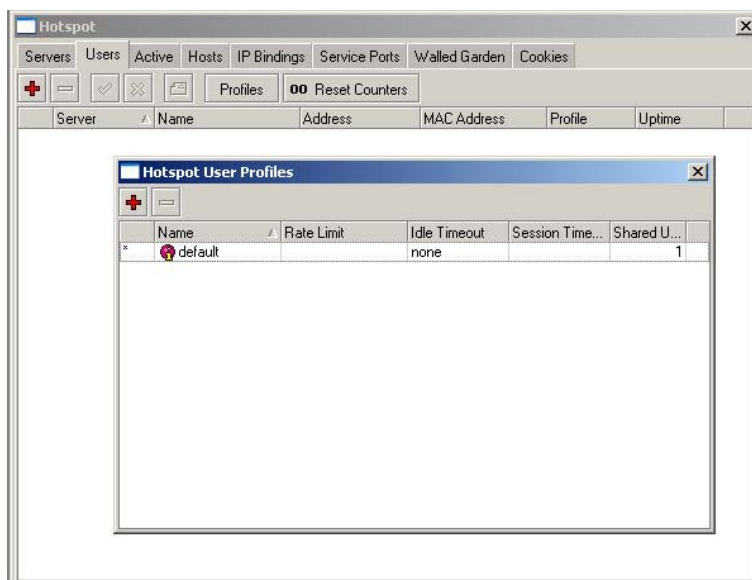 Hotspot
Servers Users Active Hosts IP Bindings Service Ports Walled Garden Cookies
Profiles 00 Reset Counters
Server Name Address MAC Address Profile Uptime
Hotspot User Profiles
Name Rate Limit Idle Timeout Session Time... Shared U...
* default none 1